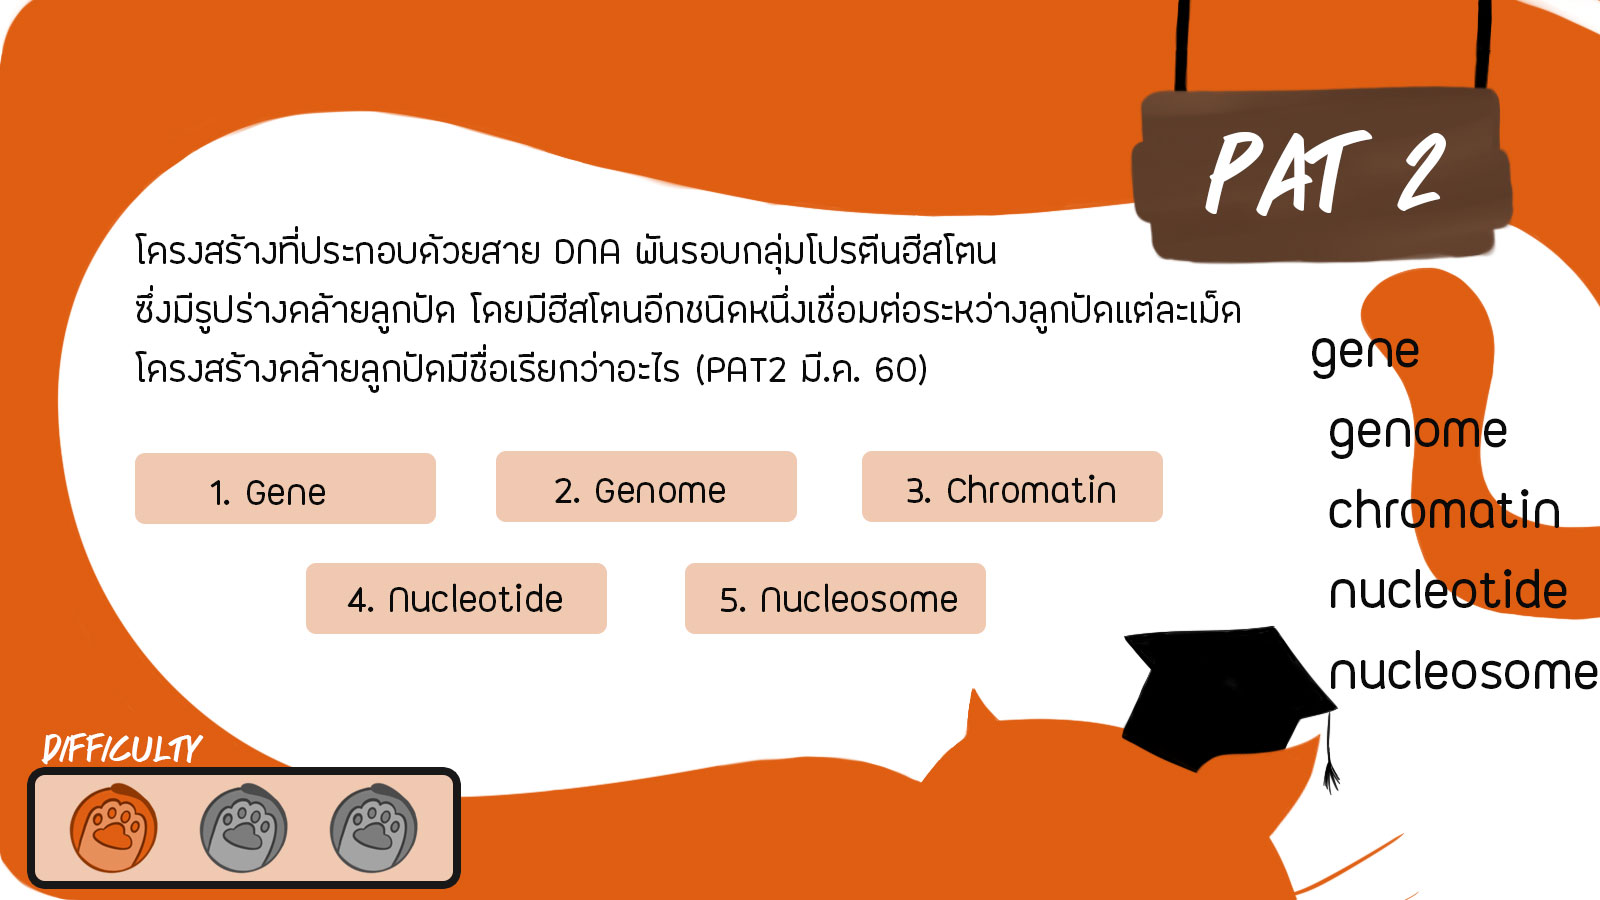 PAT 2
โครงสร้างที่ประกอบด้วยสาย DNA พันรอบกลุ่มโปรตีนฮีสโตน
ซึ่งมีรูปร่างคล้ายลูกปัด โดยมีฮีสโตนอีกชนิดหนึ่งเชื่อมต่อระหว่างลูกปัดแต่ละเม็ด
โครงสร้างคล้ายลูกปัดมีชื่อเรียกว่าอะไร (PAT2 มี.ค. 60)
1. Gene
2. Genome
3. Chromatin
4. Nucleotide
5. Nucleosome
gene
genome
chromatin
nucleotide
nucleosome
DIFFICULTY